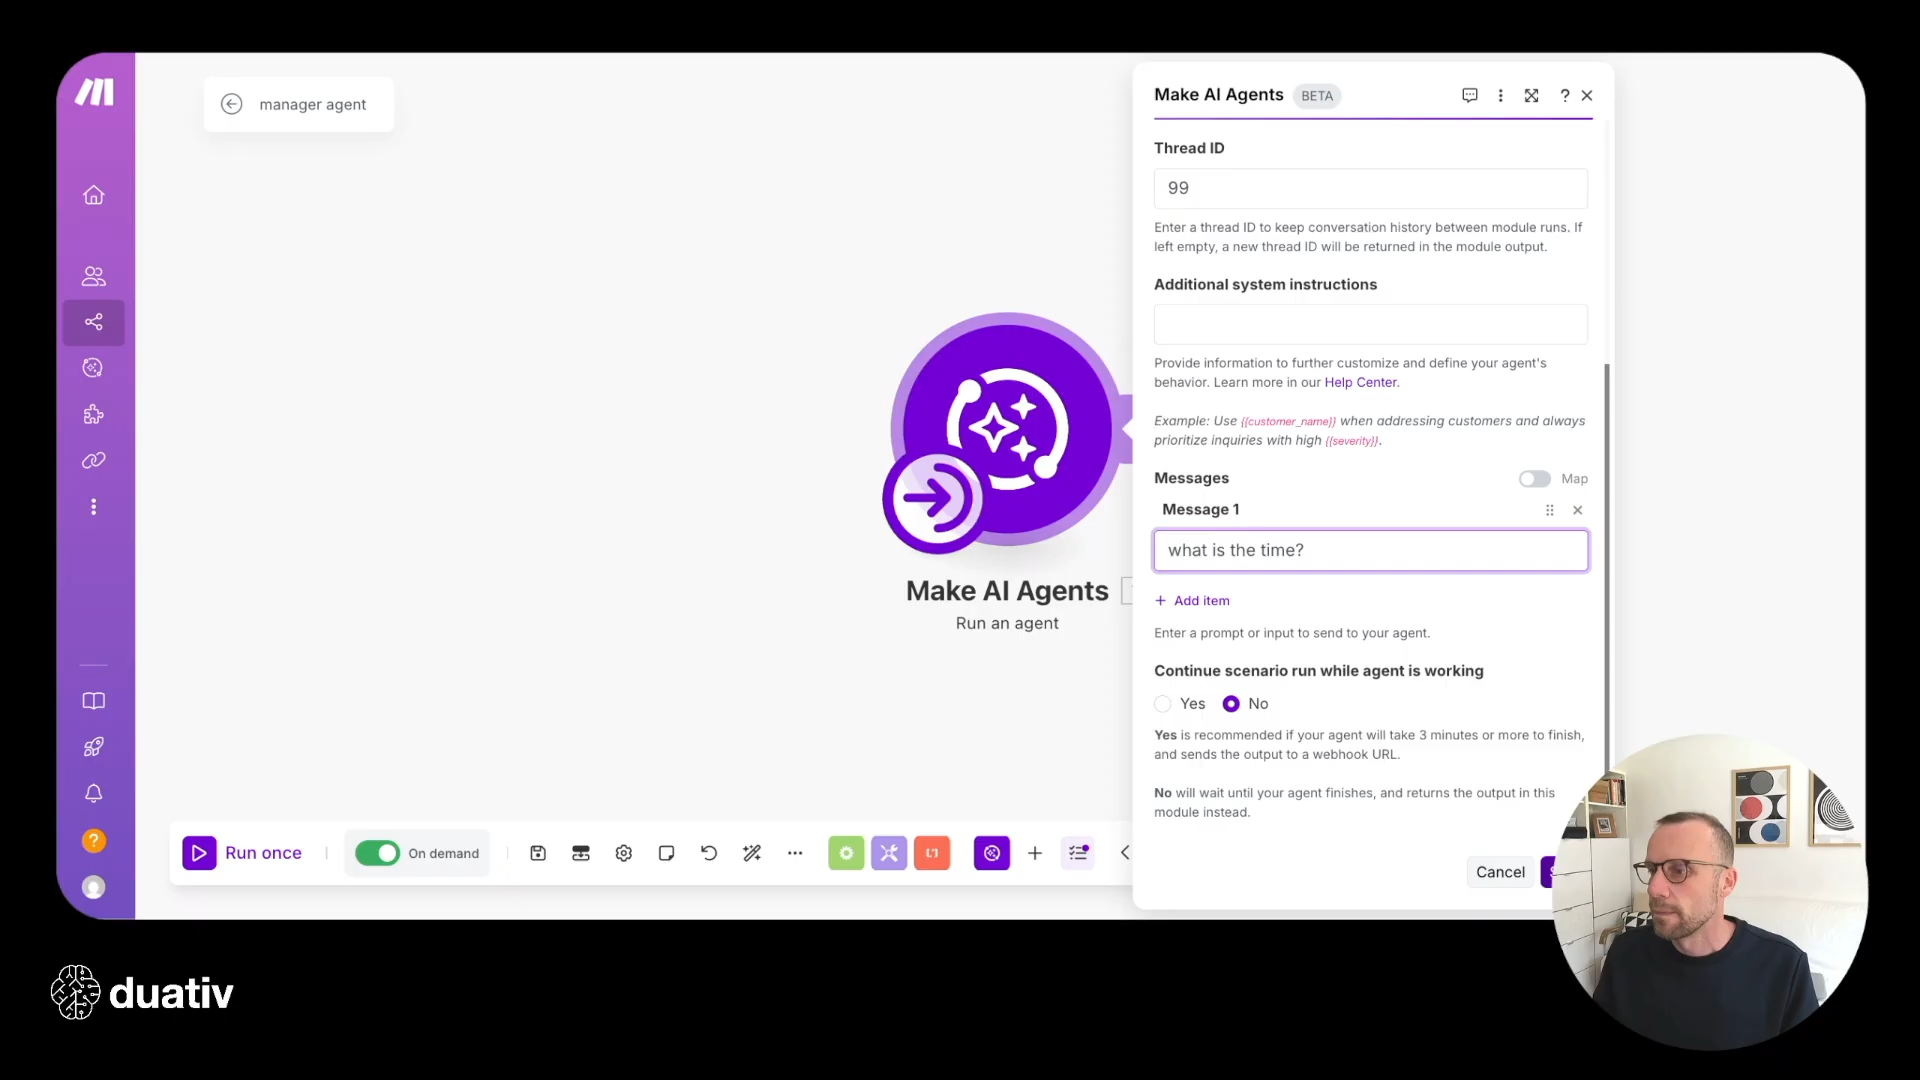 manager agent
Make AI Agents
Run an agent
Run once
On demand
Make AI Agents BETA
Thread ID
99
Enter a thread ID to keep conversation history between module runs. If
left empty, a new thread ID will be returned in the module output.
Additional system instructions
Provide information to further customize and define your agent's
behavior. Learn more in our Help Center.
Example: Use {{customer_name}} when addressing customers and always
prioritize inquiries with high {{severity}}.
Messages
Map
Message 1
what is the time?
+ Add item
Enter a prompt or input to send to your agent.
Continue scenario run while agent is working
Yes No
Yes is recommended if your agent will take 3 minutes or more to finish,
and sends the output to a webhook URL.
No will wait until your agent finishes, and returns the output in this
module instead.
Cancel
duativ